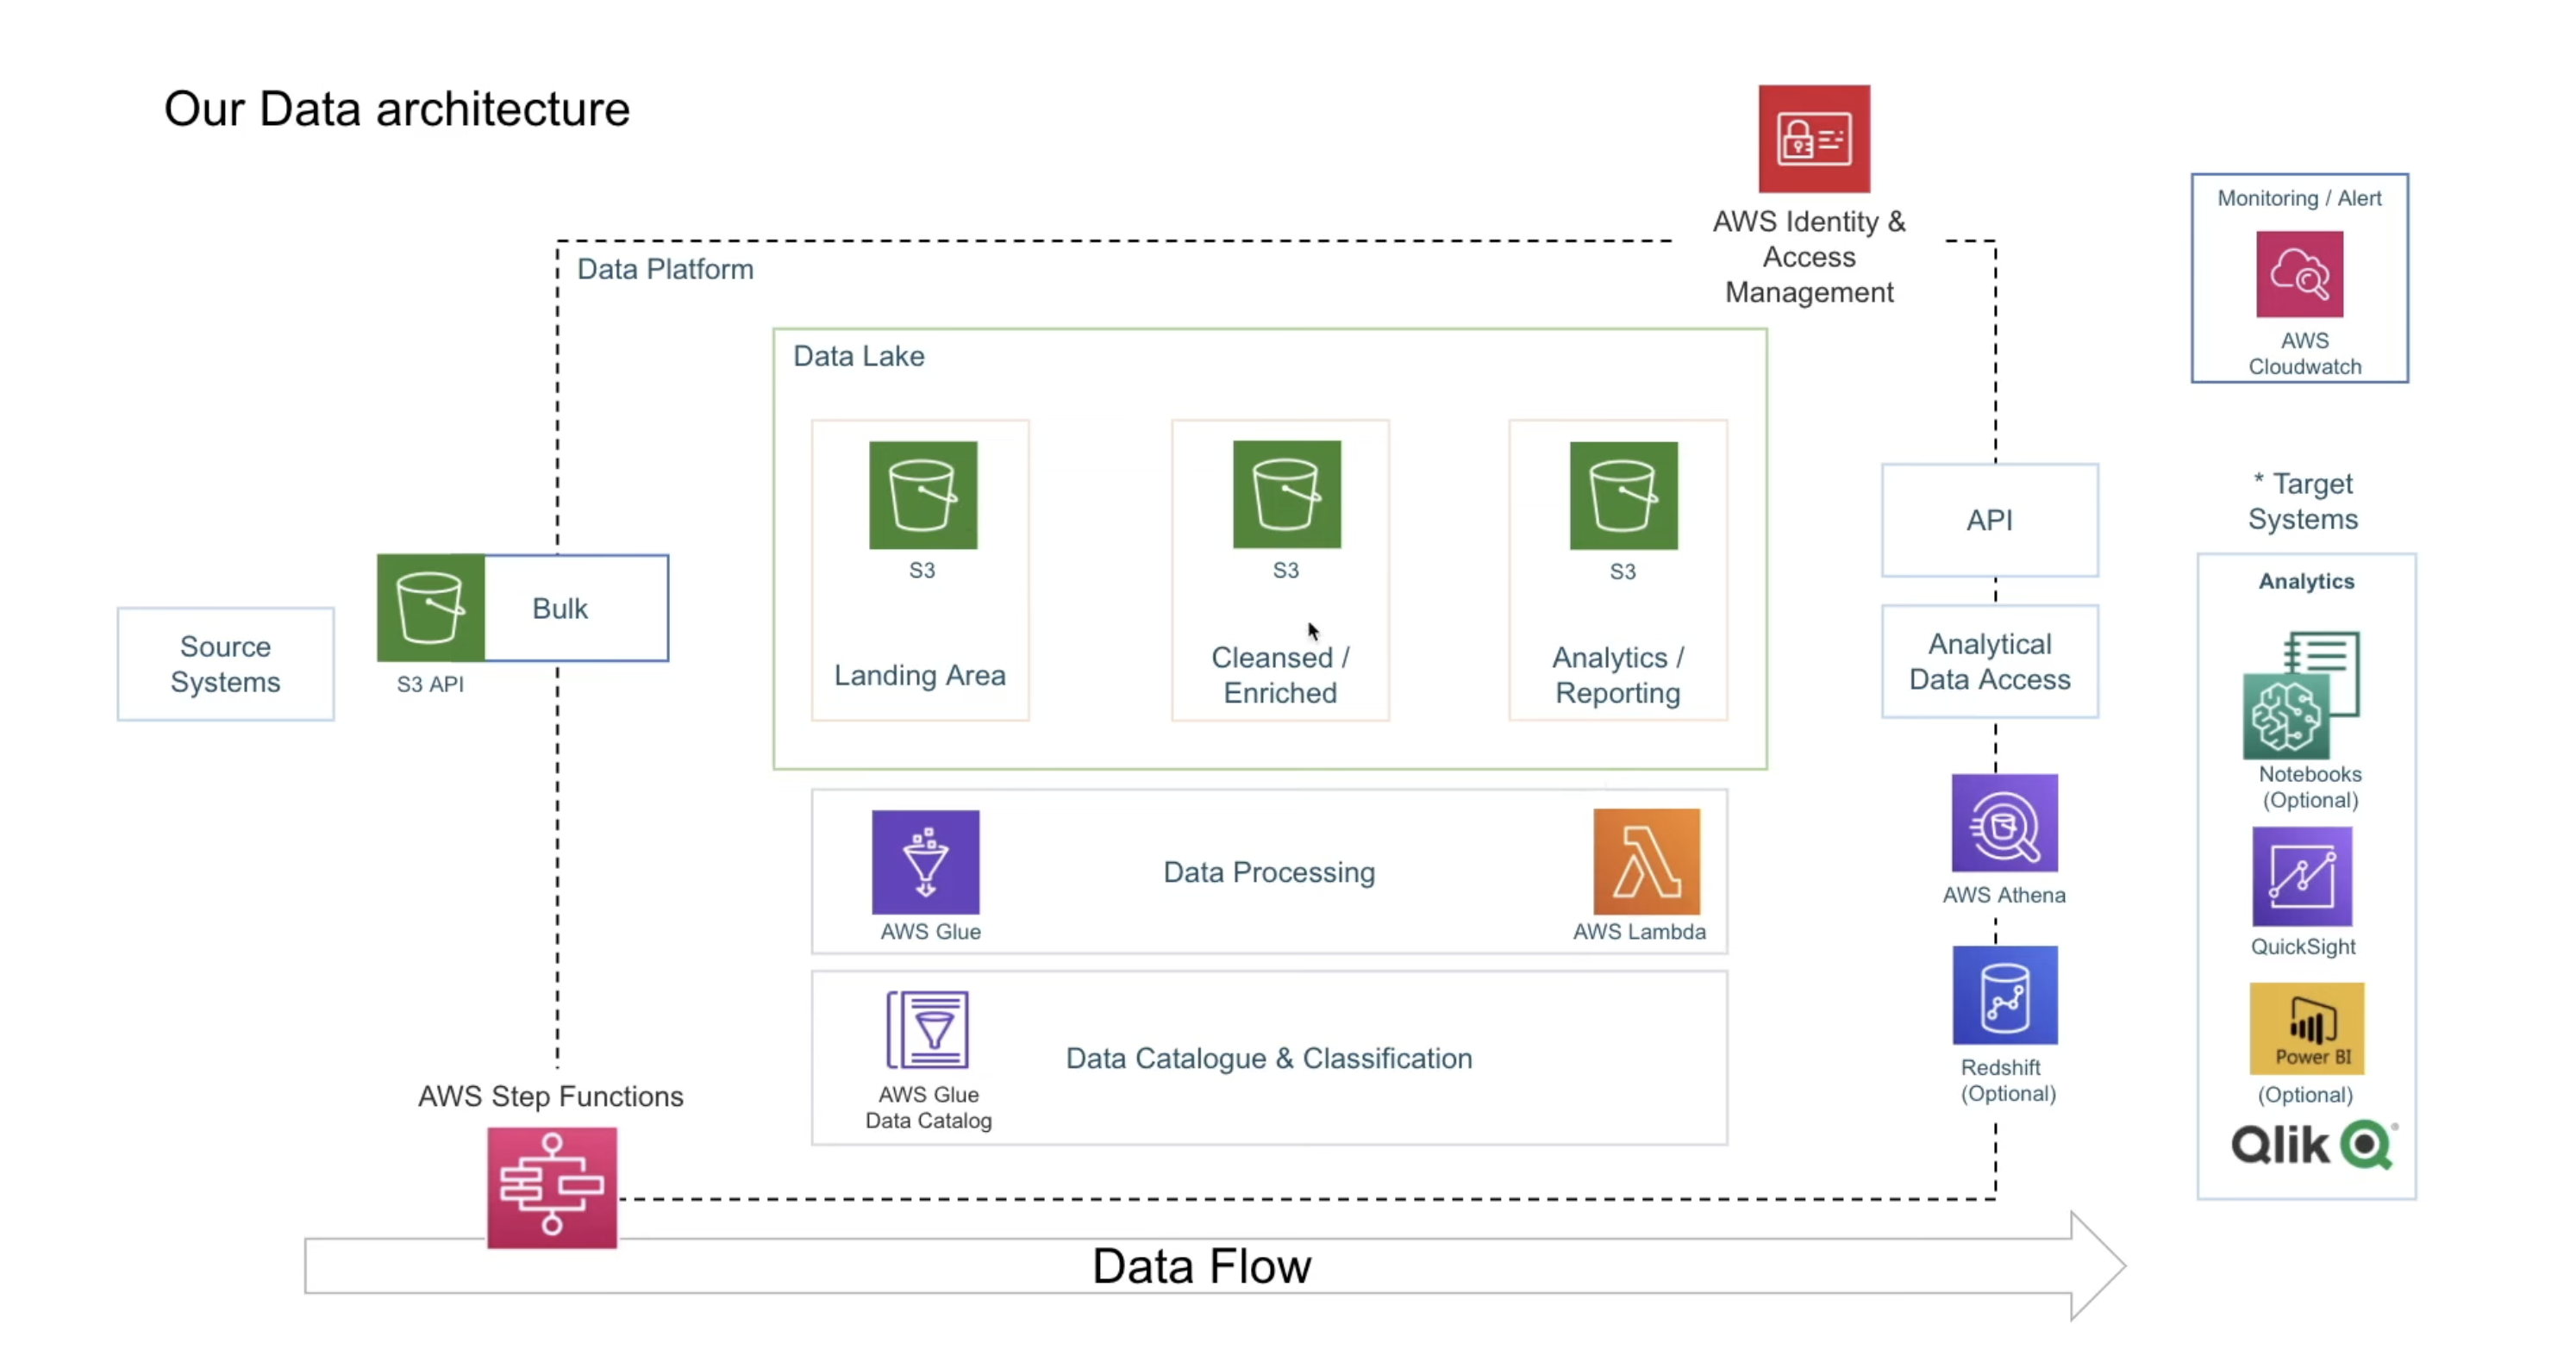 Our Data architecture
AWS Identity &
Access
Management
Monitoring / Alert
AWS
Cloudwatch
Data Platform
Data Lake
S3
Landing Area
S3
Cleansed /
Enriched
S3
Analytics /
Reporting
Source
Systems
S3 API
Bulk
API
Analytical
Data Access
* Target
Systems
Analytics
Notebooks
(Optional)
QuickSight
Power BI
(Optional)
Qlik
AWS Glue
Data Processing
AWS Lambda
AWS Athena
Redshift
(Optional)
AWS Glue
Data Catalog
Data Catalogue & Classification
AWS Step Functions
Data Flow